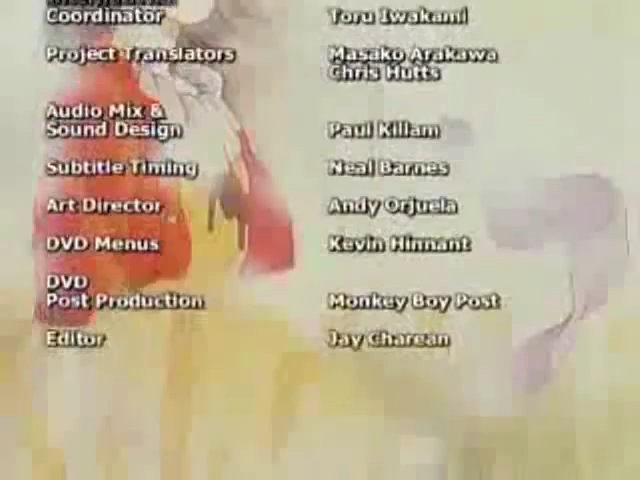 Coordinator Toru Iwakami
Project Translators Masako Arakawa
Chris Hutts
Audio Mix &
Sound Design Paul Killam
Subtitle Timing Neal Barnes
Art Director Andy Orjuela
DVD Menus Kevin Hinnant
DVD
Post Production Monkey Boy Post
Editor Jay Charean